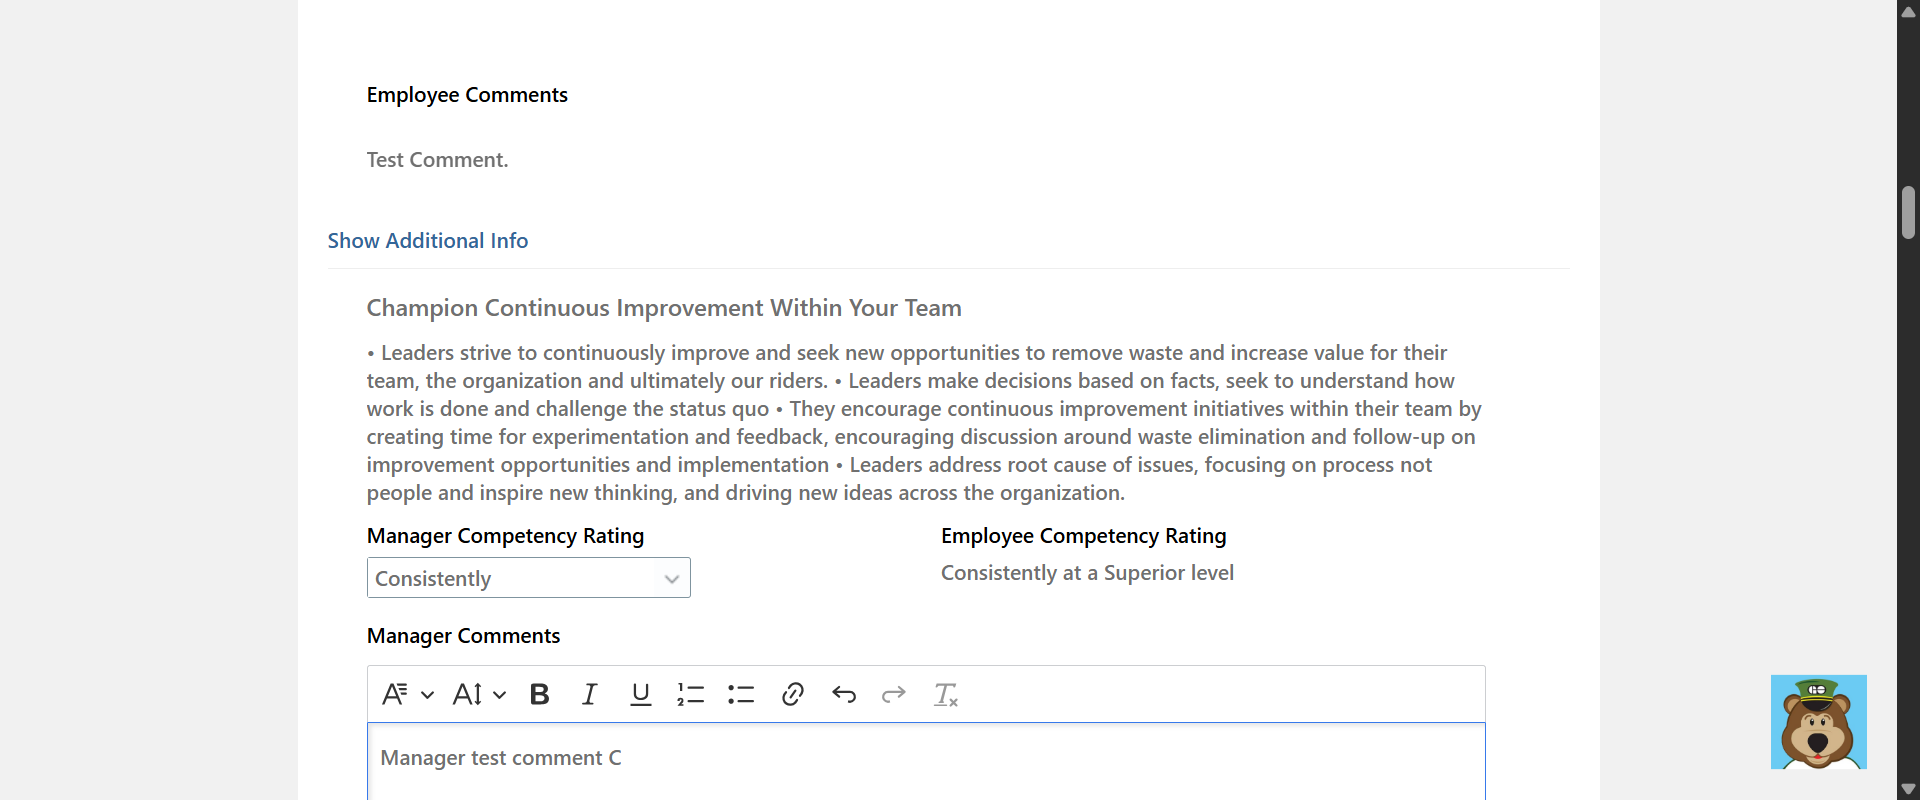 Employee Comments
Test Comment.
Show Additional Info
Champion Continuous Improvement Within Your Team
• Leaders strive to continuously improve and seek new opportunities to remove waste and increase value for their
team, the organization and ultimately our riders. • Leaders make decisions based on facts, seek to understand how
work is done and challenge the status quo • They encourage continuous improvement initiatives within their team by
creating time for experimentation and feedback, encouraging discussion around waste elimination and follow-up on
improvement opportunities and implementation • Leaders address root cause of issues, focusing on process not
people and inspire new thinking, and driving new ideas across the organization.
Manager Competency Rating
Consistently
Employee Competency Rating
Consistently at a Superior level
Manager Comments
Manager test comment C
GO